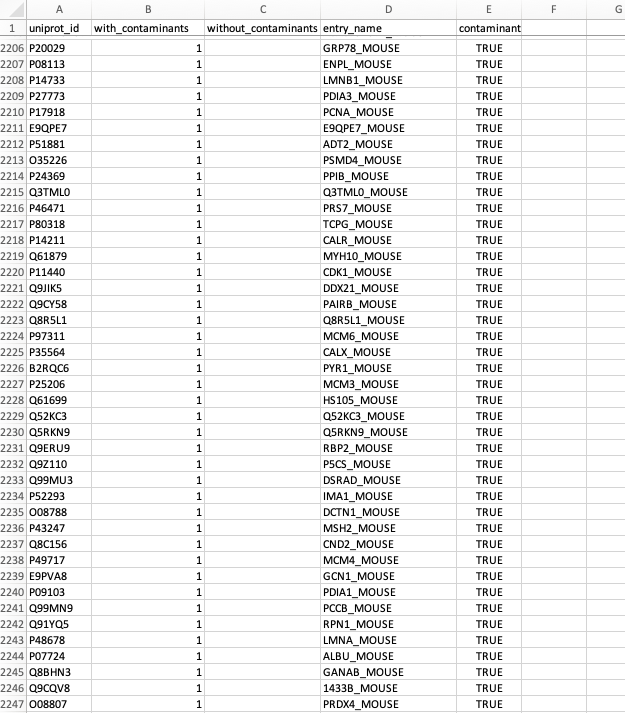 A B C D E F G
1 uniprot_id with_contaminants without_contaminants entry_name contaminant
2206 P20029 1 GRP78_MOUSE TRUE
2207 P08113 1 ENPL_MOUSE TRUE
2208 P14733 1 LMNB1_MOUSE TRUE
2209 P27773 1 PDIA3_MOUSE TRUE
2210 P17918 1 PCNA_MOUSE TRUE
2211 E9QPE7 1 E9QPE7_MOUSE TRUE
2212 P51881 1 ADT2_MOUSE TRUE
2213 O35226 1 PSMD4_MOUSE TRUE
2214 P24369 1 PPIB_MOUSE TRUE
2215 Q3TML0 1 Q3TML0_MOUSE TRUE
2216 P46471 1 PRS7_MOUSE TRUE
2217 P80318 1 TCPG_MOUSE TRUE
2218 P14211 1 CALR_MOUSE TRUE
2219 Q61879 1 MYH10_MOUSE TRUE
2220 P11440 1 CDK1_MOUSE TRUE
2221 Q9JIK5 1 DDX21_MOUSE TRUE
2222 Q9CY58 1 PAIRB_MOUSE TRUE
2223 Q8R5L1 1 Q8R5L1_MOUSE TRUE
2224 P97311 1 MCM6_MOUSE TRUE
2225 P35564 1 CALX_MOUSE TRUE
2226 B2RQC6 1 PYR1_MOUSE TRUE
2227 P25206 1 MCM3_MOUSE TRUE
2228 Q61699 1 HS105_MOUSE TRUE
2229 Q52KC3 1 Q52KC3_MOUSE TRUE
2230 Q5RKN9 1 Q5RKN9_MOUSE TRUE
2231 Q9ERU9 1 RBP2_MOUSE TRUE
2232 Q9Z110 1 P5CS_MOUSE TRUE
2233 Q99MU3 1 DSRAD_MOUSE TRUE
2234 P52293 1 IMA1_MOUSE TRUE
2235 O08788 1 DCTN1_MOUSE TRUE
2236 P43247 1 MSH2_MOUSE TRUE
2237 Q8C156 1 CND2_MOUSE TRUE
2238 P49717 1 MCM4_MOUSE TRUE
2239 E9PVA8 1 GCN1_MOUSE TRUE
2240 P09103 1 PDIA1_MOUSE TRUE
2241 Q99MN9 1 PCCB_MOUSE TRUE
2242 Q91YQ5 1 RPN1_MOUSE TRUE
2243 P48678 1 LMNA_MOUSE TRUE
2244 P07724 1 ALBU_MOUSE TRUE
2245 Q8BHN3 1 GANAB_MOUSE TRUE
2246 Q9CQV8 1 1433B_MOUSE TRUE
2247 O08807 1 PRDX4_MOUSE TRUE